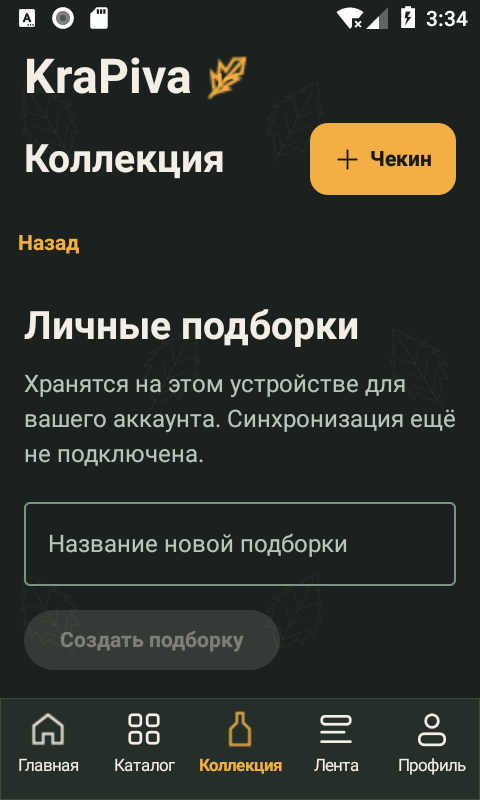 A
3:34
KraPiva
Коллекция
+ Чекин
Назад
Личные подборки
Хранятся на этом устройстве для
вашего аккаунта. Синхронизация ещё
не подключена.
Название новой подборки
Создать подборку
Главная
Каталог
Коллекция
Лента
Профиль